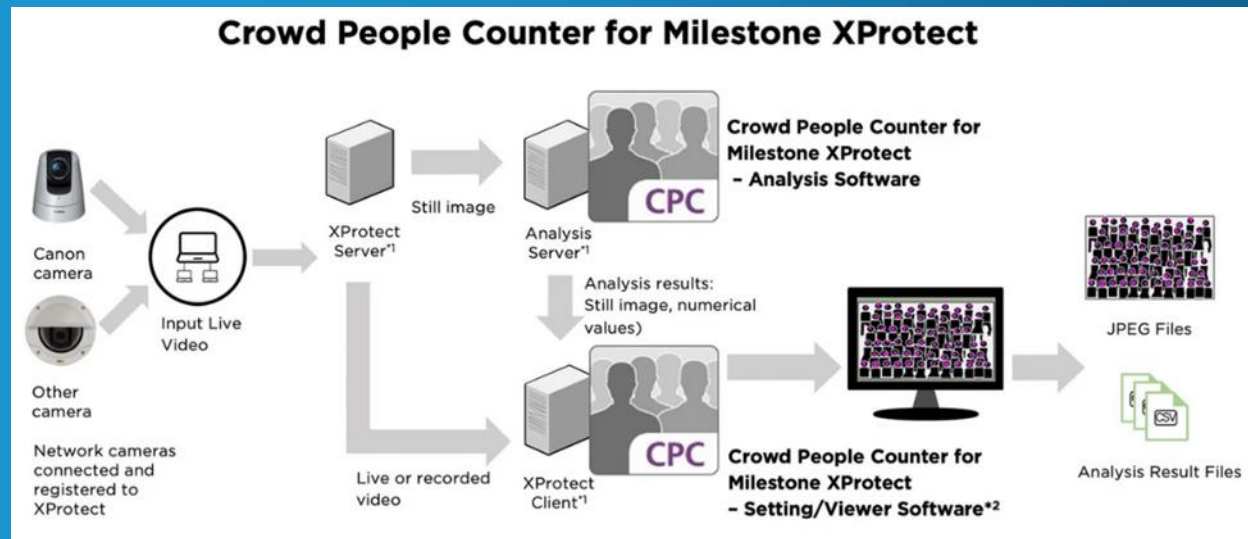 Crowd People Counter for Milestone XProtect
Canon
camera
Other
camera
Network cameras
connected and
registered to
XProtect
Input Live
Video
XProtect
Server*1
Still image
Analysis
Server*1
CPC
Crowd People Counter for
Milestone XProtect
– Analysis Software
Analysis results:
Still image, numerical
values)
Live or recorded
video
XProtect
Client*1
CPC
Crowd People Counter for
Milestone XProtect
– Setting/Viewer Software*2
JPEG Files
CSV
Analysis Result Files